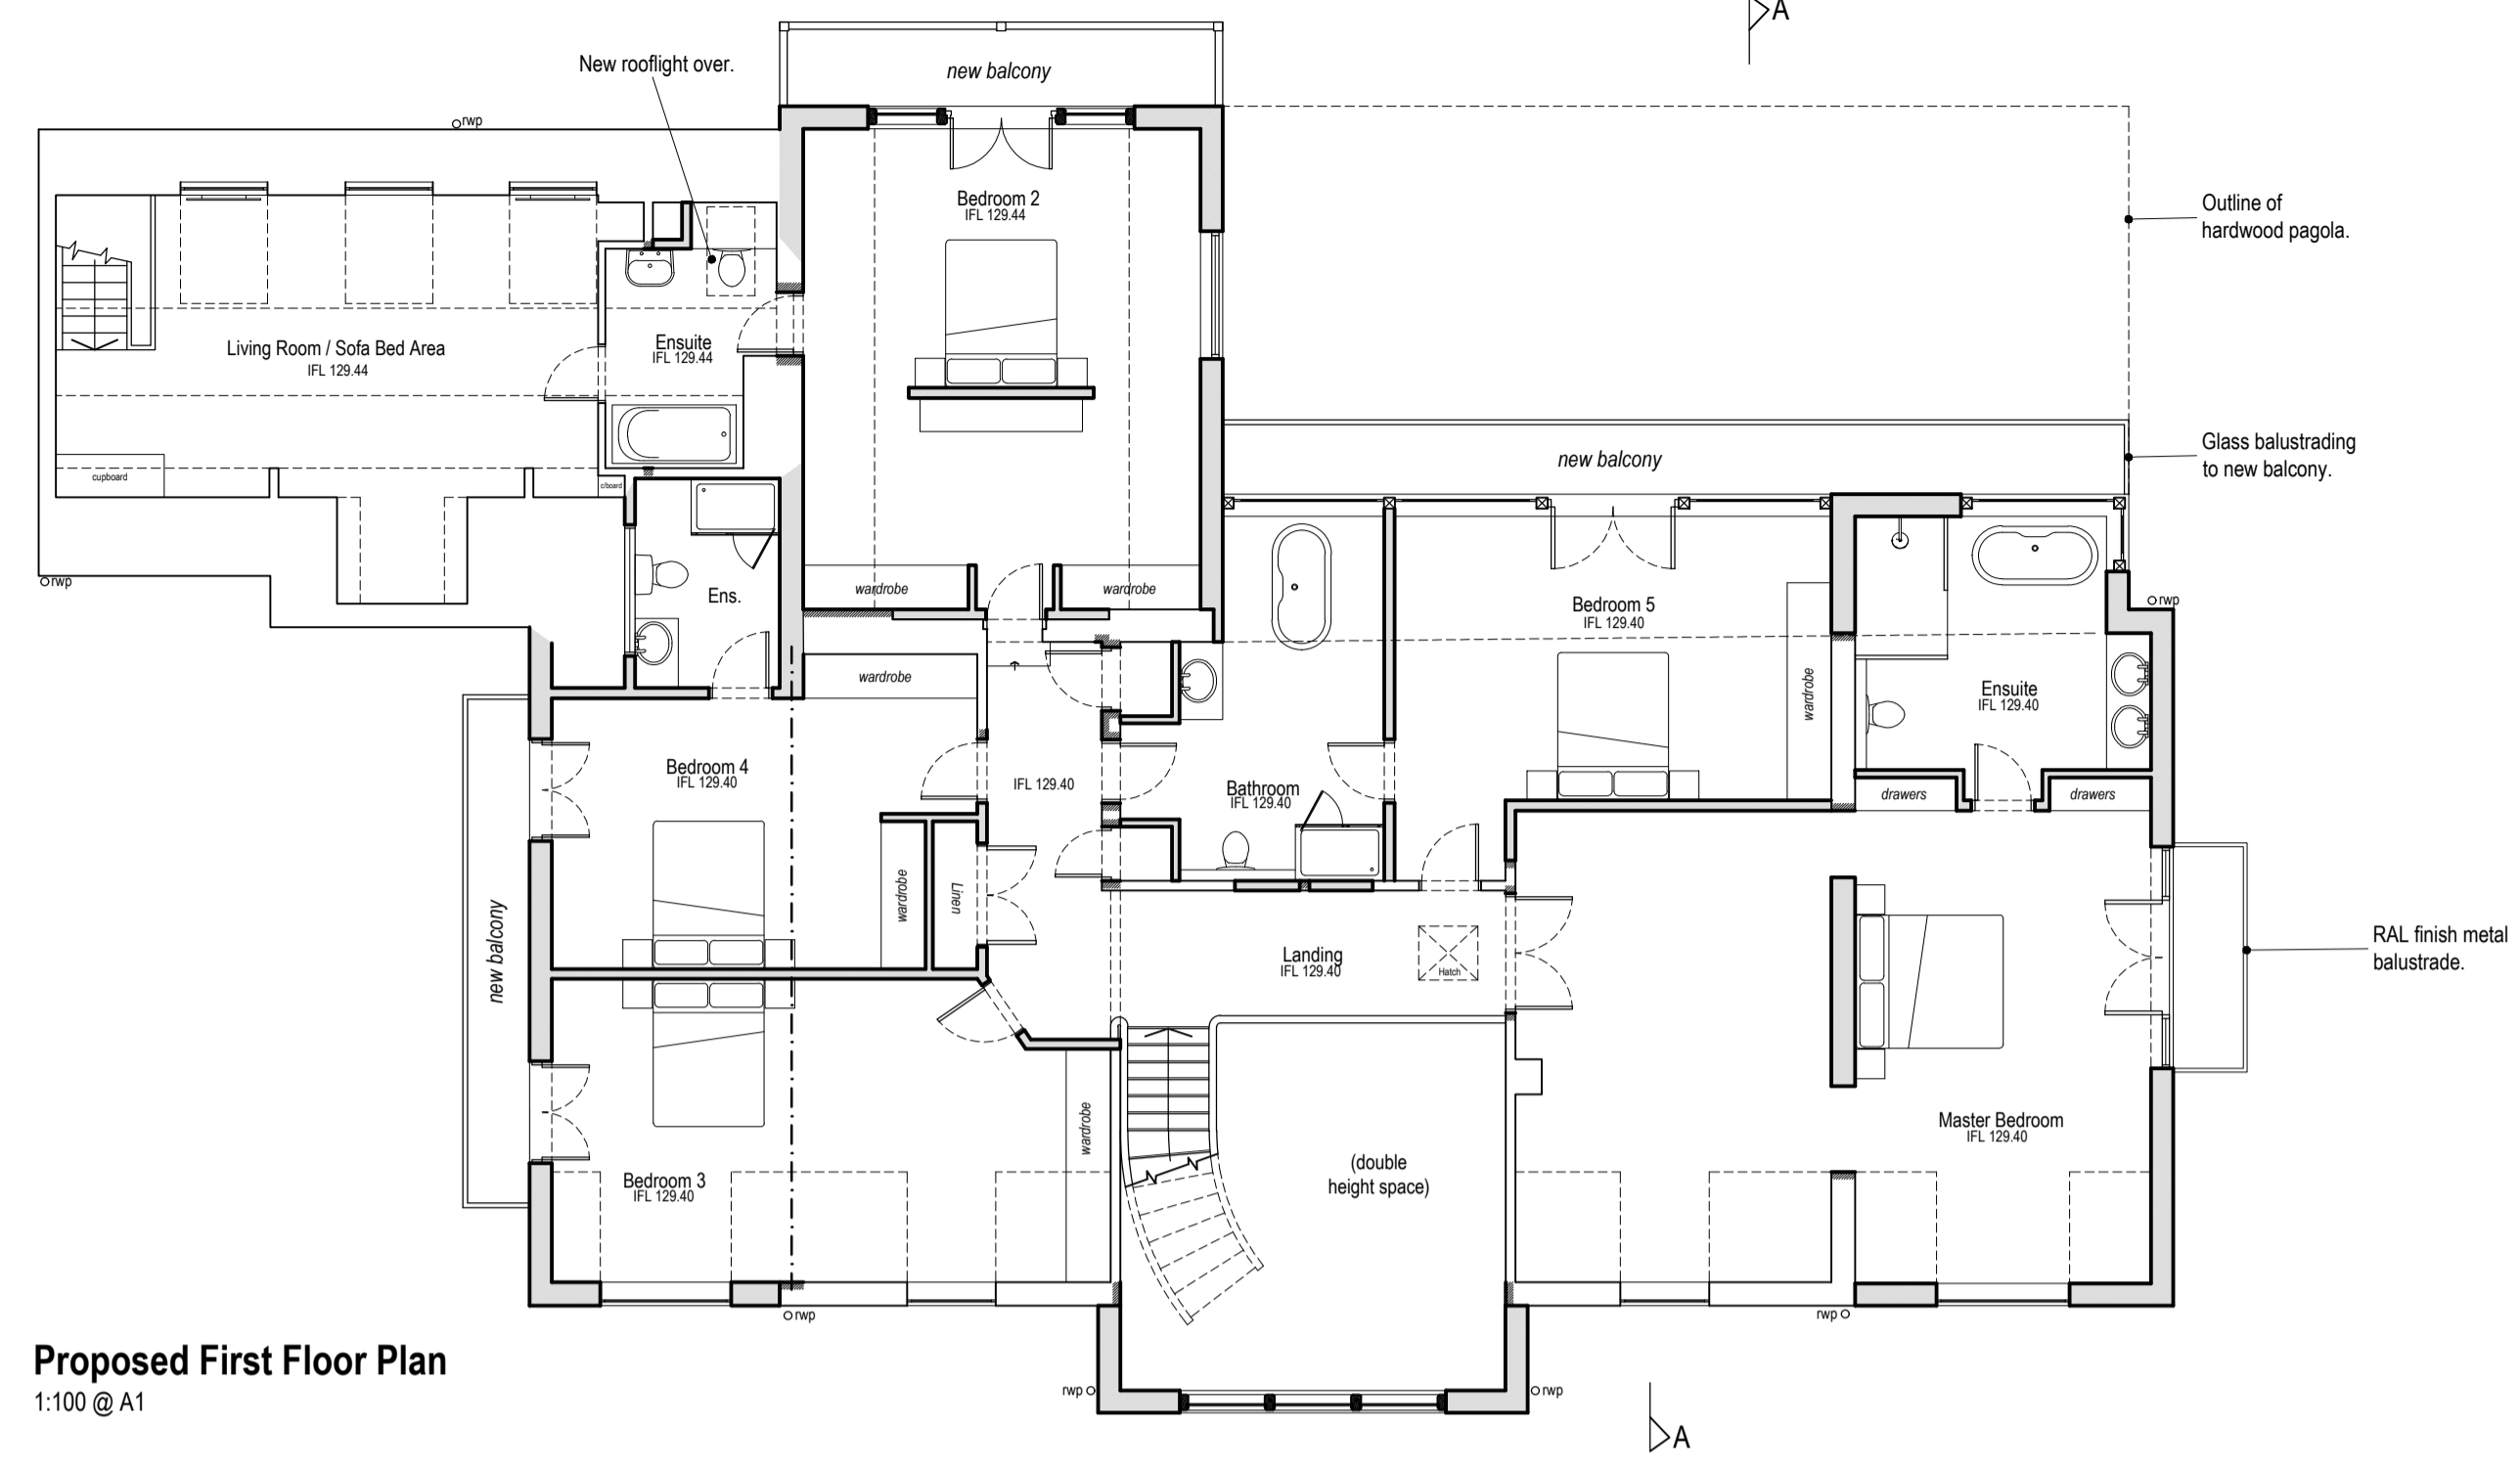 A
New rooflight over.
new balcony
rwp
Bedroom 2
IFL 129.44
Outline of
hardwood pagola.
Living Room / Sofa Bed Area
IFL 129.44
Ensuite
IFL 129.44
Glass balustrading
to new balcony.
new balcony
cupboard
c/board
rwp
Ens.
wardrobe
wardrobe
Bedroom 5
IFL 129.40
rwp
wardrobe
wardrobe
Ensuite
IFL 129.40
Bedroom 4
IFL 129.40
IFL 129.40
Bathroom
IFL 129.40
drawers
drawers
wardrobe
Linen
new balcony
Landing
IFL 129.40
Hatch
RAL finish metal
balustrade.
wardrobe
Master Bedroom
IFL 129.40
Bedroom 3
IFL 129.40
(double
height space)
rwp
rwp
Proposed First Floor Plan
1:100 @ A1
rwp
rwp
A